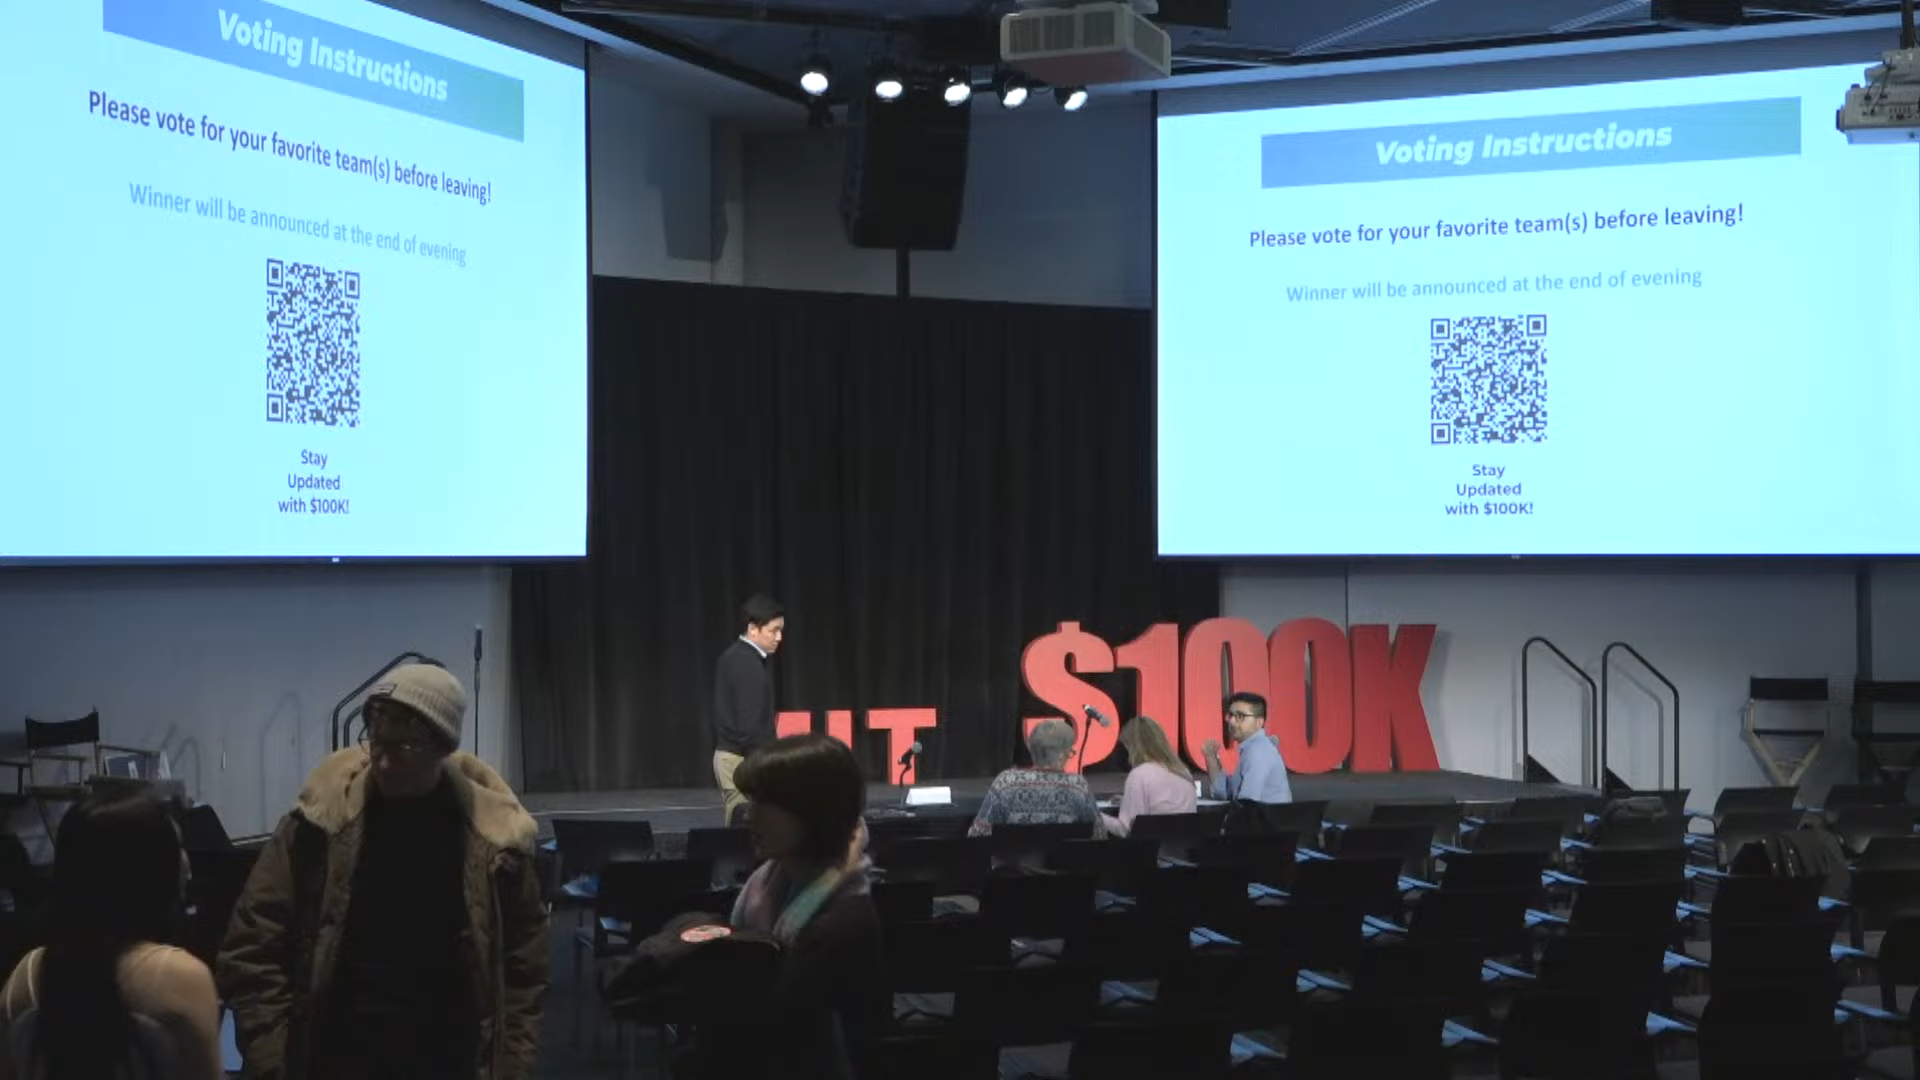 Voting Instructions
Please vote for your favorite team(s) before leaving!
Winner will be announced at the end of evening
Stay
Updated
with $100K!
Voting Instructions
Please vote for your favorite team(s) before leaving!
Winner will be announced at the end of evening
Stay
Updated
with $100K!
IT
$100K